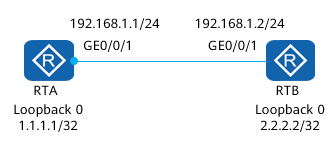 192.168.1.1/24
192.168.1.2/24
GE0/0/1
GE0/0/1
R
R
RTA
RTB
Loopback 0
Loopback 0
1.1.1.1/32
2.2.2.2/32